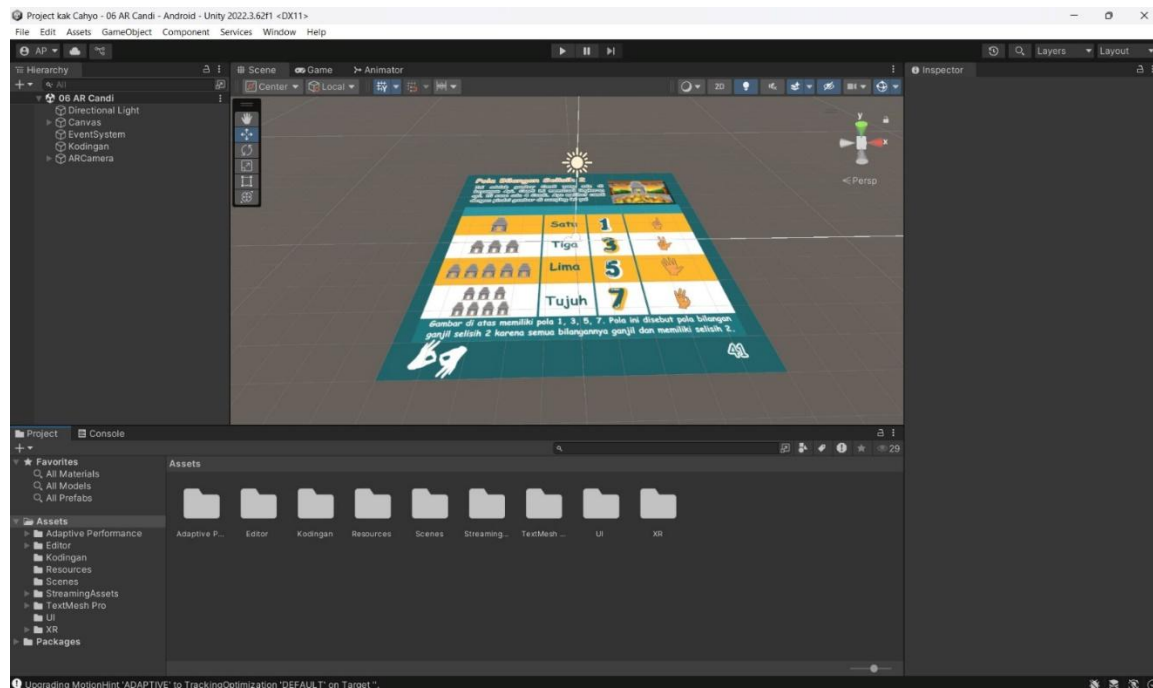 Project kak Cahyo - 06 AR Candi - Android - Unity 2022.3.62f1 <DX11>
File Edit Assets GameObject Component Services Window Help
AP
Layers Layout
Hierarchy
Scene Game Animator
Inspector
All
Center Local 2D
06 AR Candi
Directional Light
Canvas
EventSystem
Kodingan
ARCamera
y
x
Persp
Pola Bilangan Selisih 2
Satu 1
Tiga 3
Lima 5
Tujuh 7
Gambar di atas memiliki pola 1, 3, 5, 7. Pola ini disebut pola bilangan
ganjil selisih 2 karena semua bilangannya ganjil dan memiliki selisih 2.
41
Project Console
29
Favorites
All Materials
All Models
All Prefabs
Assets
Adaptive Performance
Editor
Kodingan
Resources
Scenes
StreamingAssets
TextMesh Pro
UI
XR
Packages
Assets
Adaptive P... Editor Kodingan Resources Scenes Streaming... TextMesh ... UI XR
Upgrading MotionHint 'ADAPTIVE' to TrackingOptimization 'DEFAULT' on Target ''.